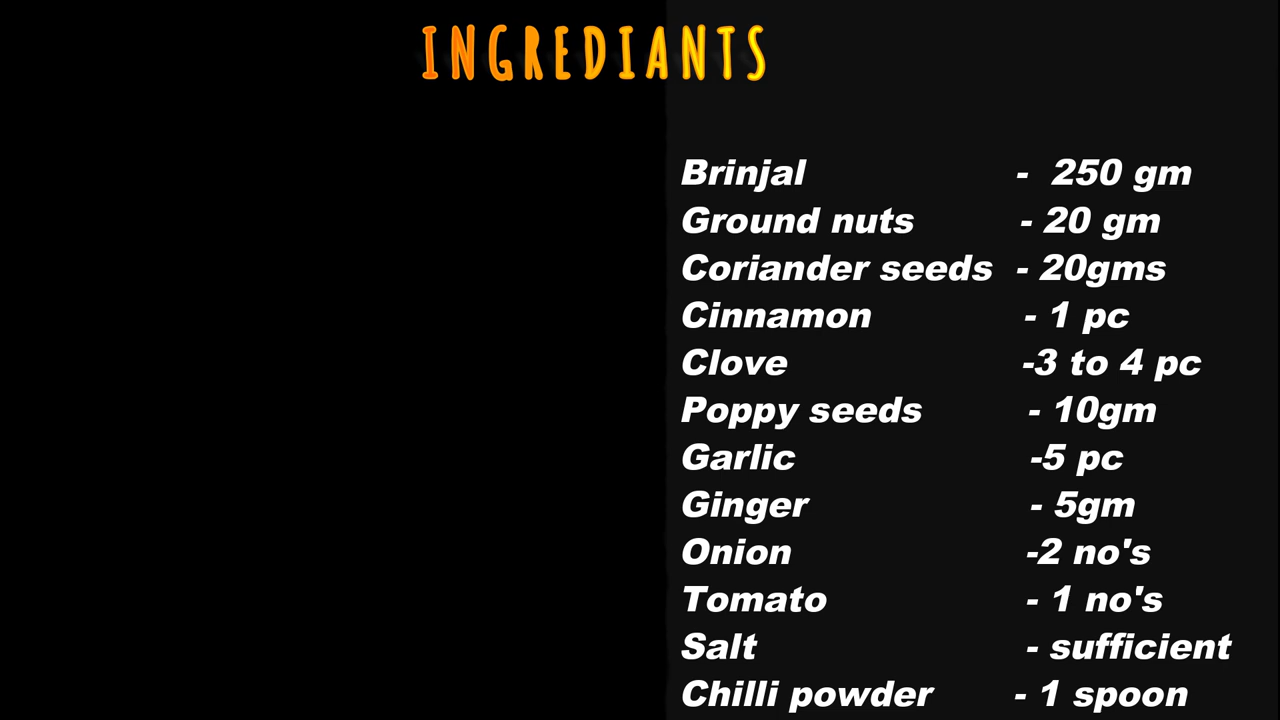 INGREDIANTS
Brinjal - 250 gm
Ground nuts - 20 gm
Coriander seeds - 20gms
Cinnamon - 1 pc
Clove -3 to 4 pc
Poppy seeds - 10gm
Garlic -5 pc
Ginger - 5gm
Onion -2 no's
Tomato - 1 no's
Salt - sufficient
Chilli powder - 1 spoon